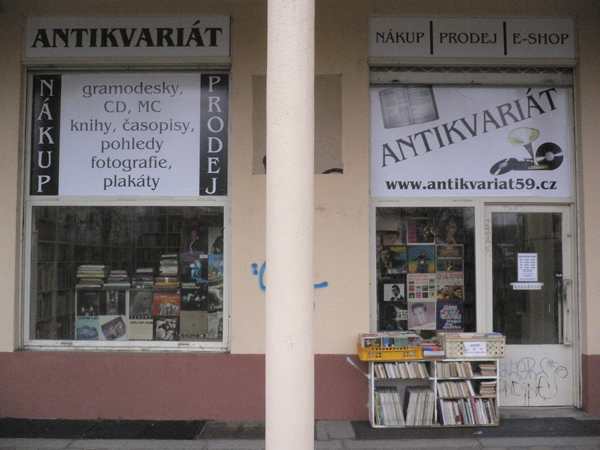 ANTIKVARIÁT
NÁKUP
gramodesky,
CD, MC
knihy, časopisy,
pohledy
fotografie,
plakáty
PRODEJ
NÁKUP PRODEJ E-SHOP
ANTIKVARIÁT
www.antikvariat59.cz